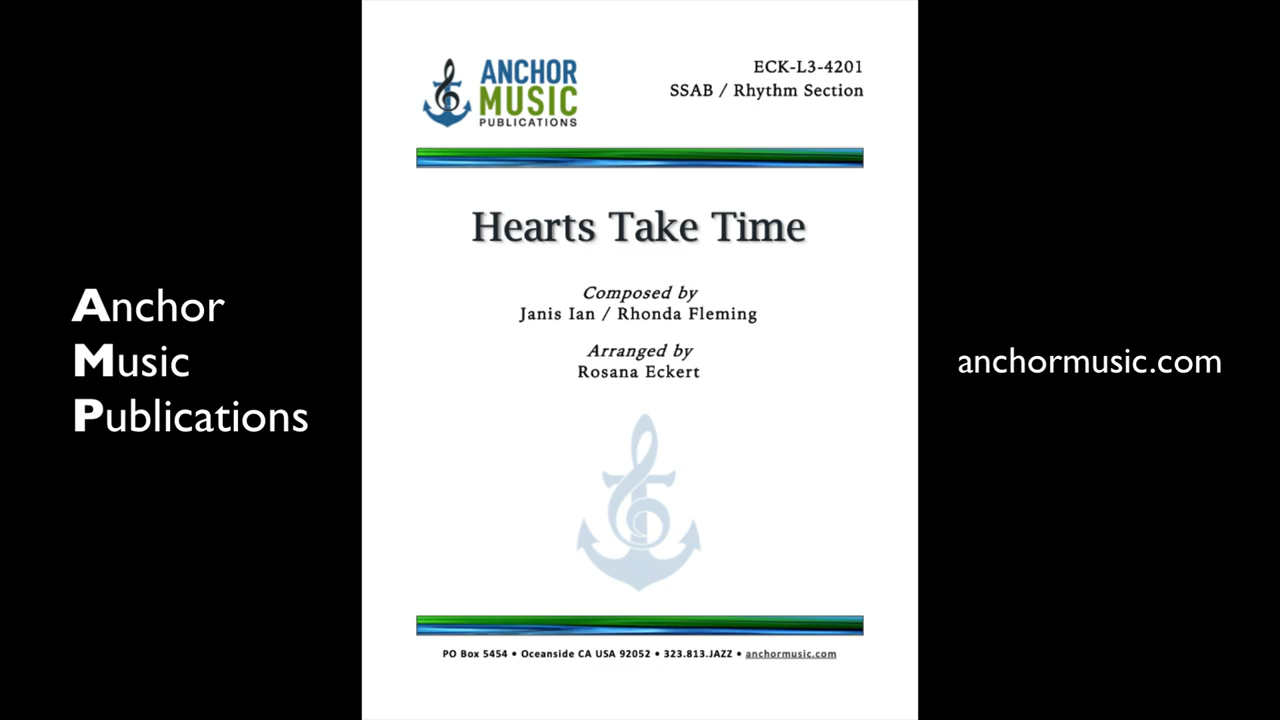 Anchor
Music
Publications
ANCHOR
MUSIC
PUBLICATIONS
ECK-L3-4201
SSAB / Rhythm Section
Hearts Take Time
Composed by
Janis Ian / Rhonda Fleming
Arranged by
Rosana Eckert
PO Box 5454 • Oceanside CA USA 92052 • 323.813.JAZZ • anchormusic.com
anchormusic.com